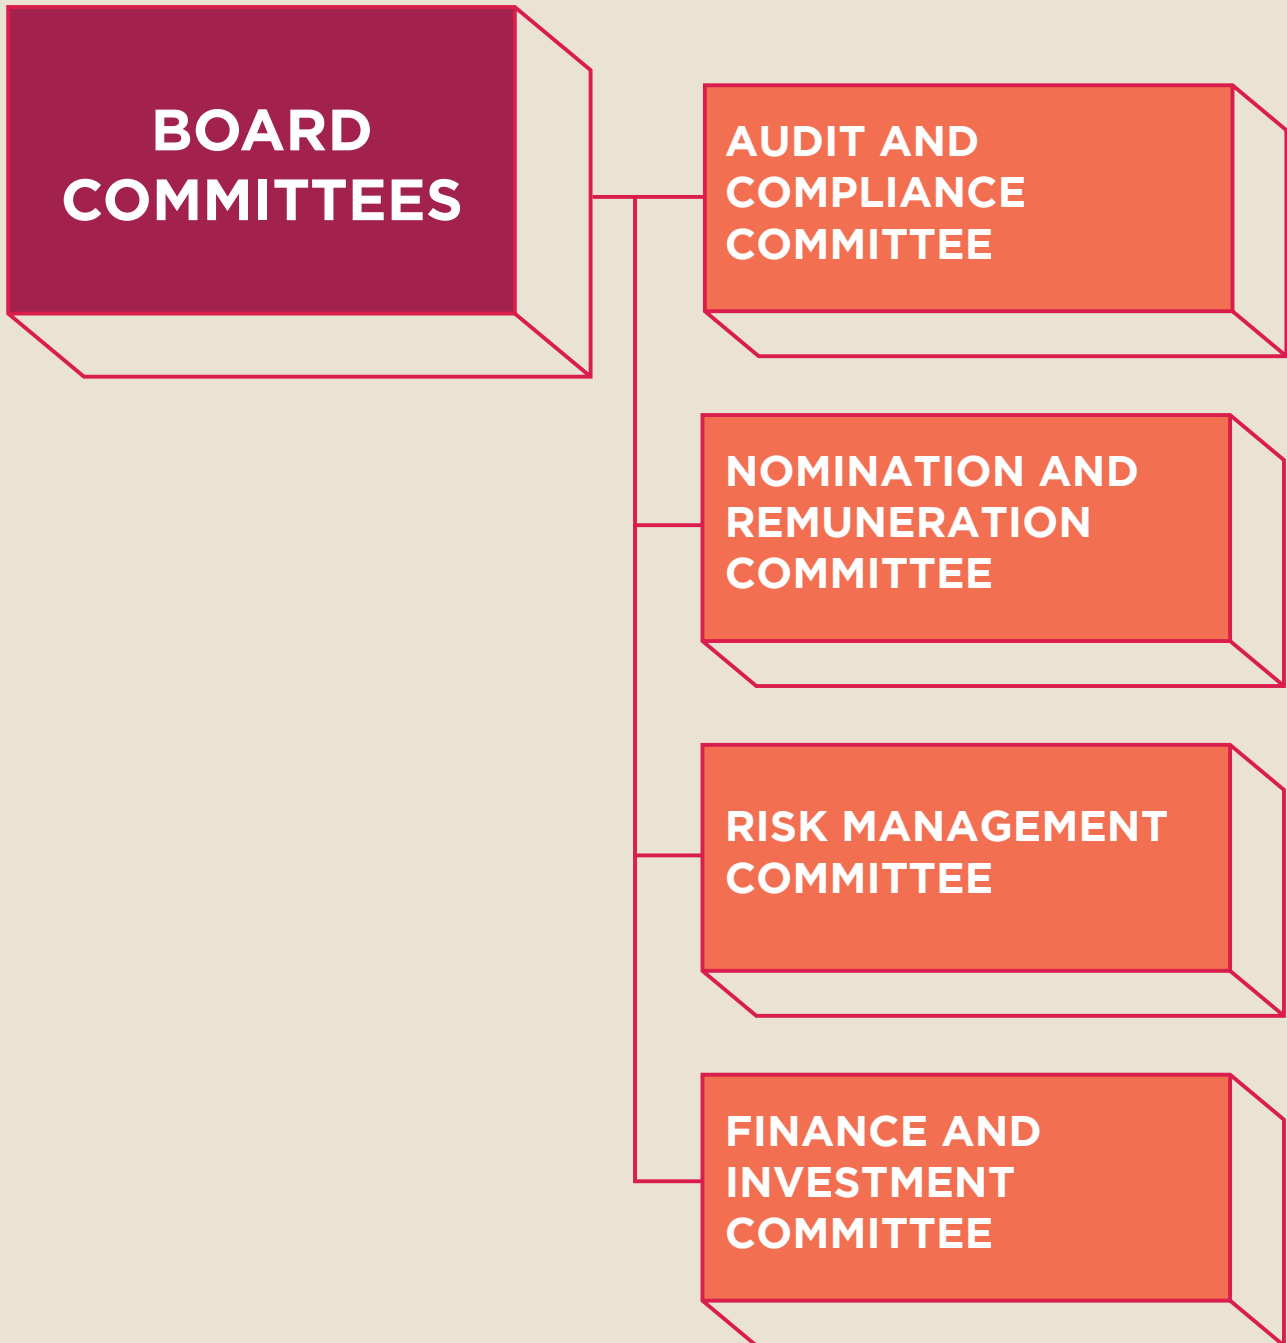 BOARD
COMMITTEES
AUDIT AND
COMPLIANCE
COMMITTEE
NOMINATION AND
REMUNERATION
COMMITTEE
RISK MANAGEMENT
COMMITTEE
FINANCE AND
INVESTMENT
COMMITTEE